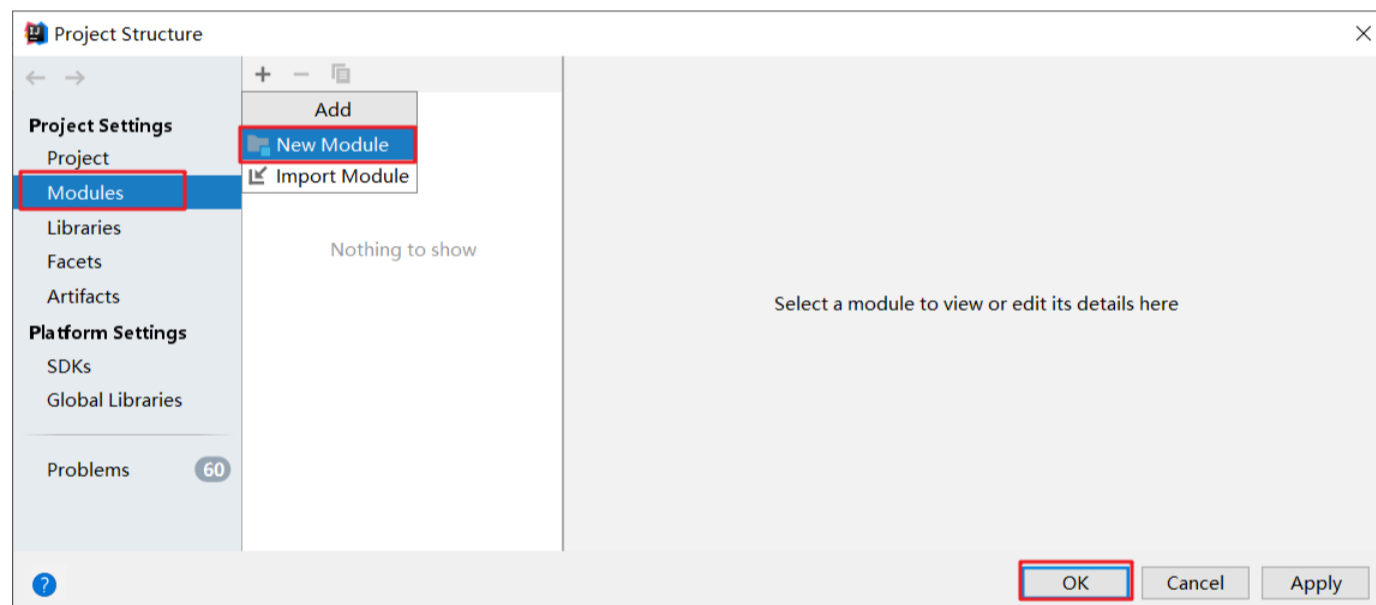 Project Structure
Add
Project Settings
New Module
Project
Import Module
Modules
Libraries
Nothing to show
Facets
Artifacts
Select a module to view or edit its details here
Platform Settings
SDKs
Global Libraries
Problems 60
? OK Cancel Apply